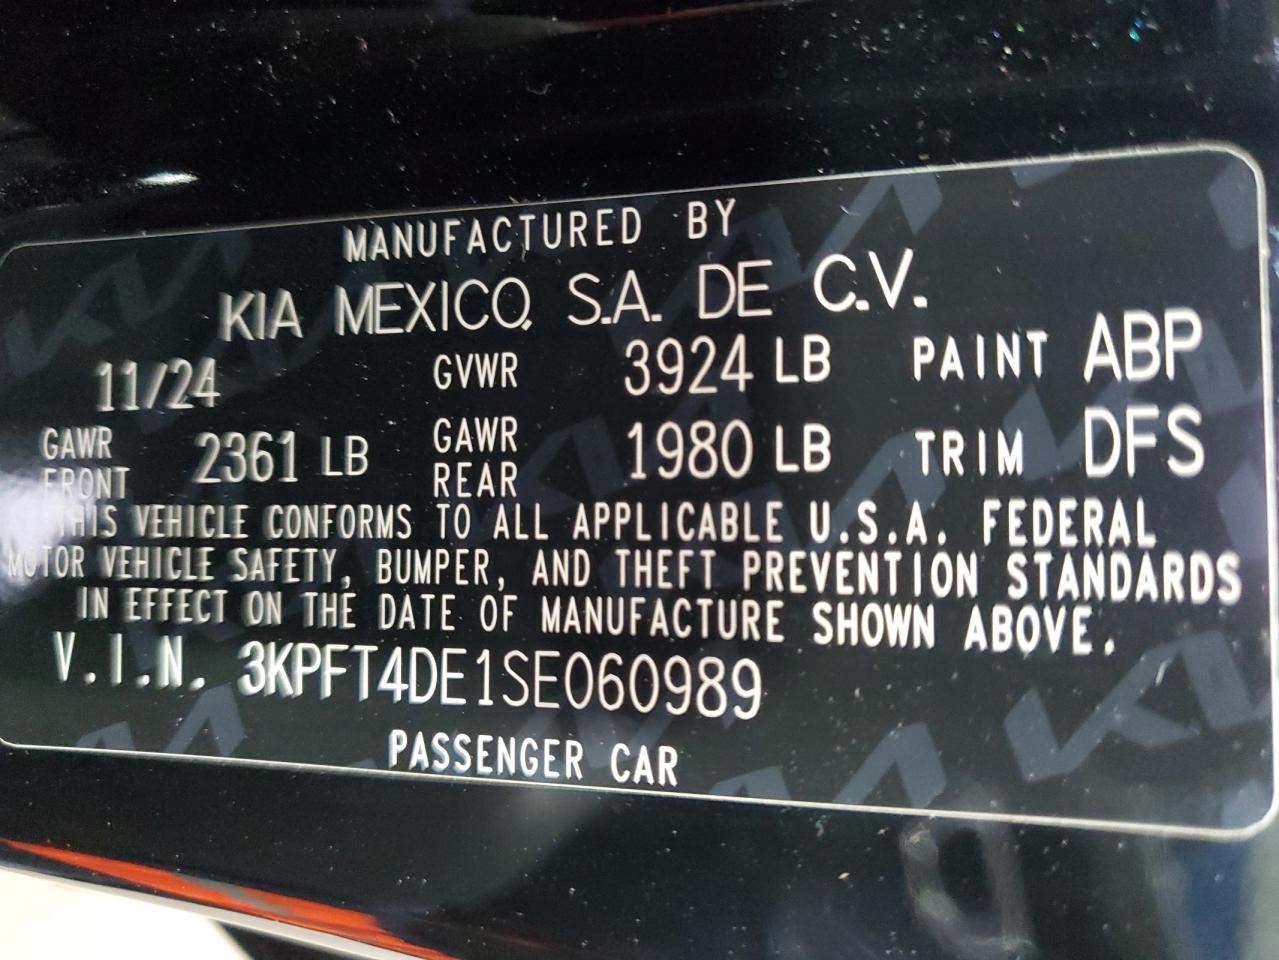 MANUFACTURED BY
KIA MEXICO, S.A. DE C.V.
11/24 GVWR 3924 LB PAINT ABP
GAWR FRONT 2361 LB GAWR REAR 1980 LB TRIM DFS
THIS VEHICLE CONFORMS TO ALL APPLICABLE U.S.A. FEDERAL
MOTOR VEHICLE SAFETY, BUMPER, AND THEFT PREVENTION STANDARDS
IN EFFECT ON THE DATE OF MANUFACTURE SHOWN ABOVE.
V.I.N. 3KPFT4DE1SE060989
PASSENGER CAR